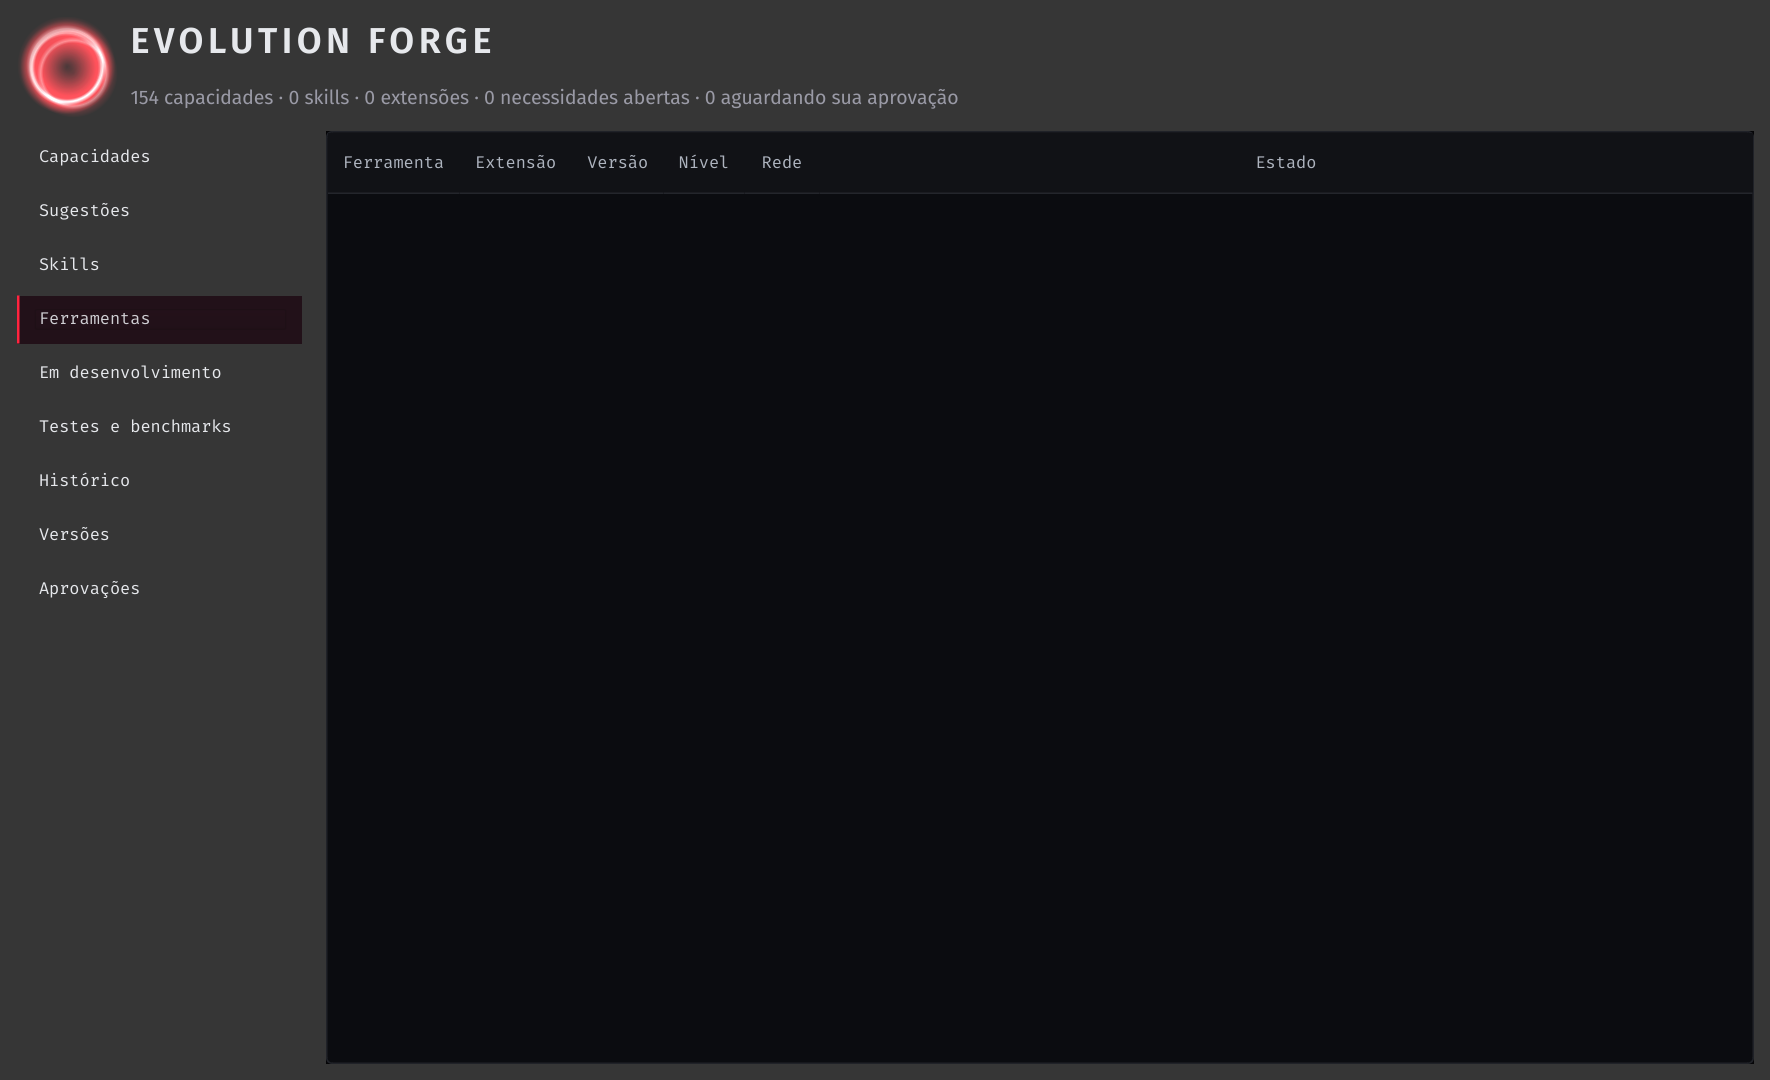 EVOLUTION FORGE
154 capacidades · 0 skills · 0 extensões · 0 necessidades abertas · 0 aguardando sua aprovação
Capacidades
Sugestões
Skills
Ferramentas
Em desenvolvimento
Testes e benchmarks
Histórico
Versões
Aprovações
Ferramenta Extensão Versão Nível Rede Estado